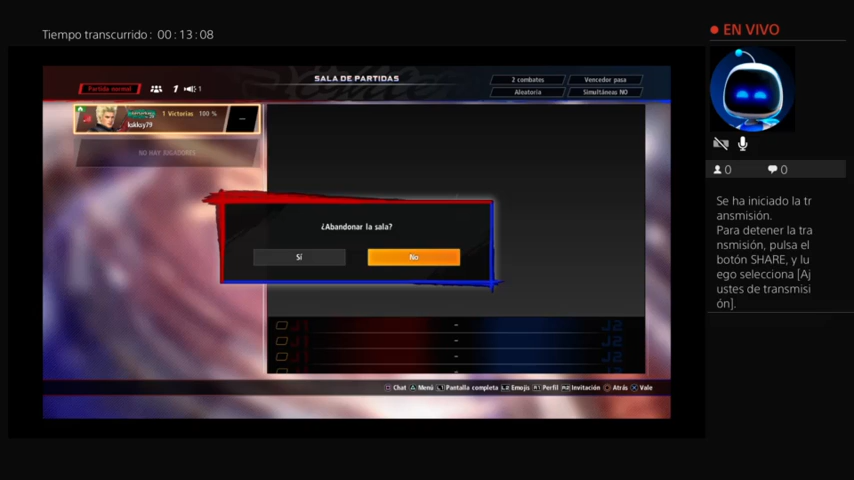 Tiempo transcurrido: 00:13:08
EN VIVO
SALA DE PARTIDAS
Partida normal
1
1
2 combates
Vencedor pasa
Aleatoria
Simultáneas NO
1 Victorias 100 %
kukksy79
NO HAY JUGADORES
¿Abandonar la sala?
Sí
No
J1
J2
Chat Menú Pantalla completa Emojis Perfil Invitación Atrás Vale
0
0
Se ha iniciado la tr
ansmisión.
Para detener la tra
nsmisión, pulsa el
botón SHARE, y lu
ego selecciona [Aj
ustes de transmisi
ón].